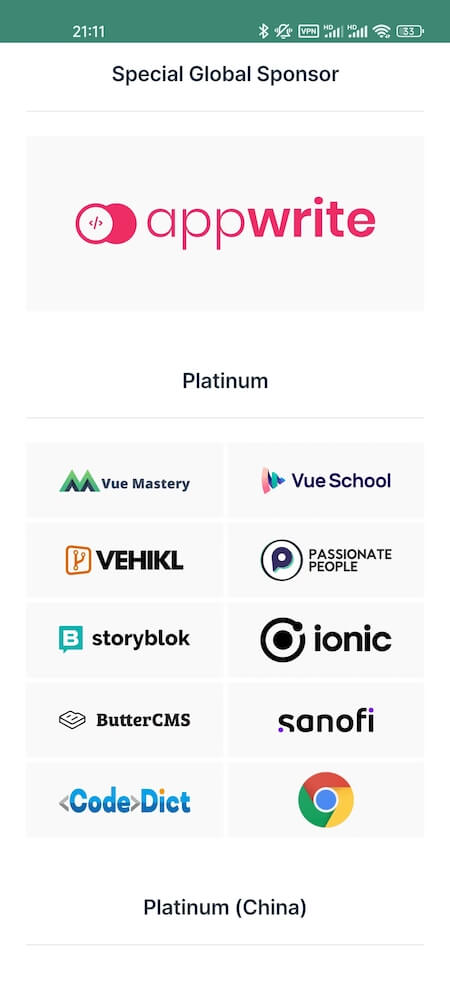 21:11
VPN HD HD 33
Special Global Sponsor
</>
appwrite
Platinum
Vue Mastery
Vue School
VEHIKL
PASSIONATE
PEOPLE
B storyblok
ionic
ButterCMS
sanofi
<Code>Dict
Platinum (China)